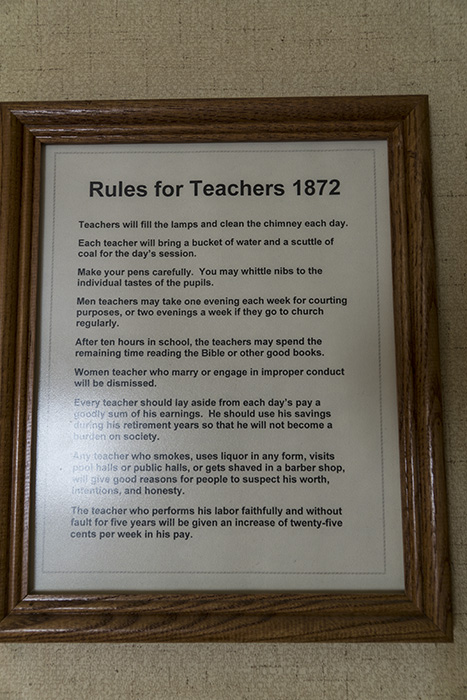 Rules for Teachers 1872
Teachers will fill the lamps and clean the chimney each day.
Each teacher will bring a bucket of water and a scuttle of
coal for the day's session.
Make your pens carefully. You may whittle nibs to the
individual tastes of the pupils.
Men teachers may take one evening each week for courting
purposes, or two evenings a week if they go to church
regularly.
After ten hours in school, the teachers may spend the
remaining time reading the Bible or other good books.
Women teacher who marry or engage in improper conduct
will be dismissed.
Every teacher should lay aside from each day's pay a
goodly sum of his earnings. He should use his savings
during his retirement years so that he will not become a
burden on society.
Any teacher who smokes, uses liquor in any form, visits
pool halls or public halls, or gets shaved in a barber shop,
will give good reasons for people to suspect his worth,
intentions, and honesty.
The teacher who performs his labor faithfully and without
fault for five years will be given an increase of twenty-five
cents per week in his pay.